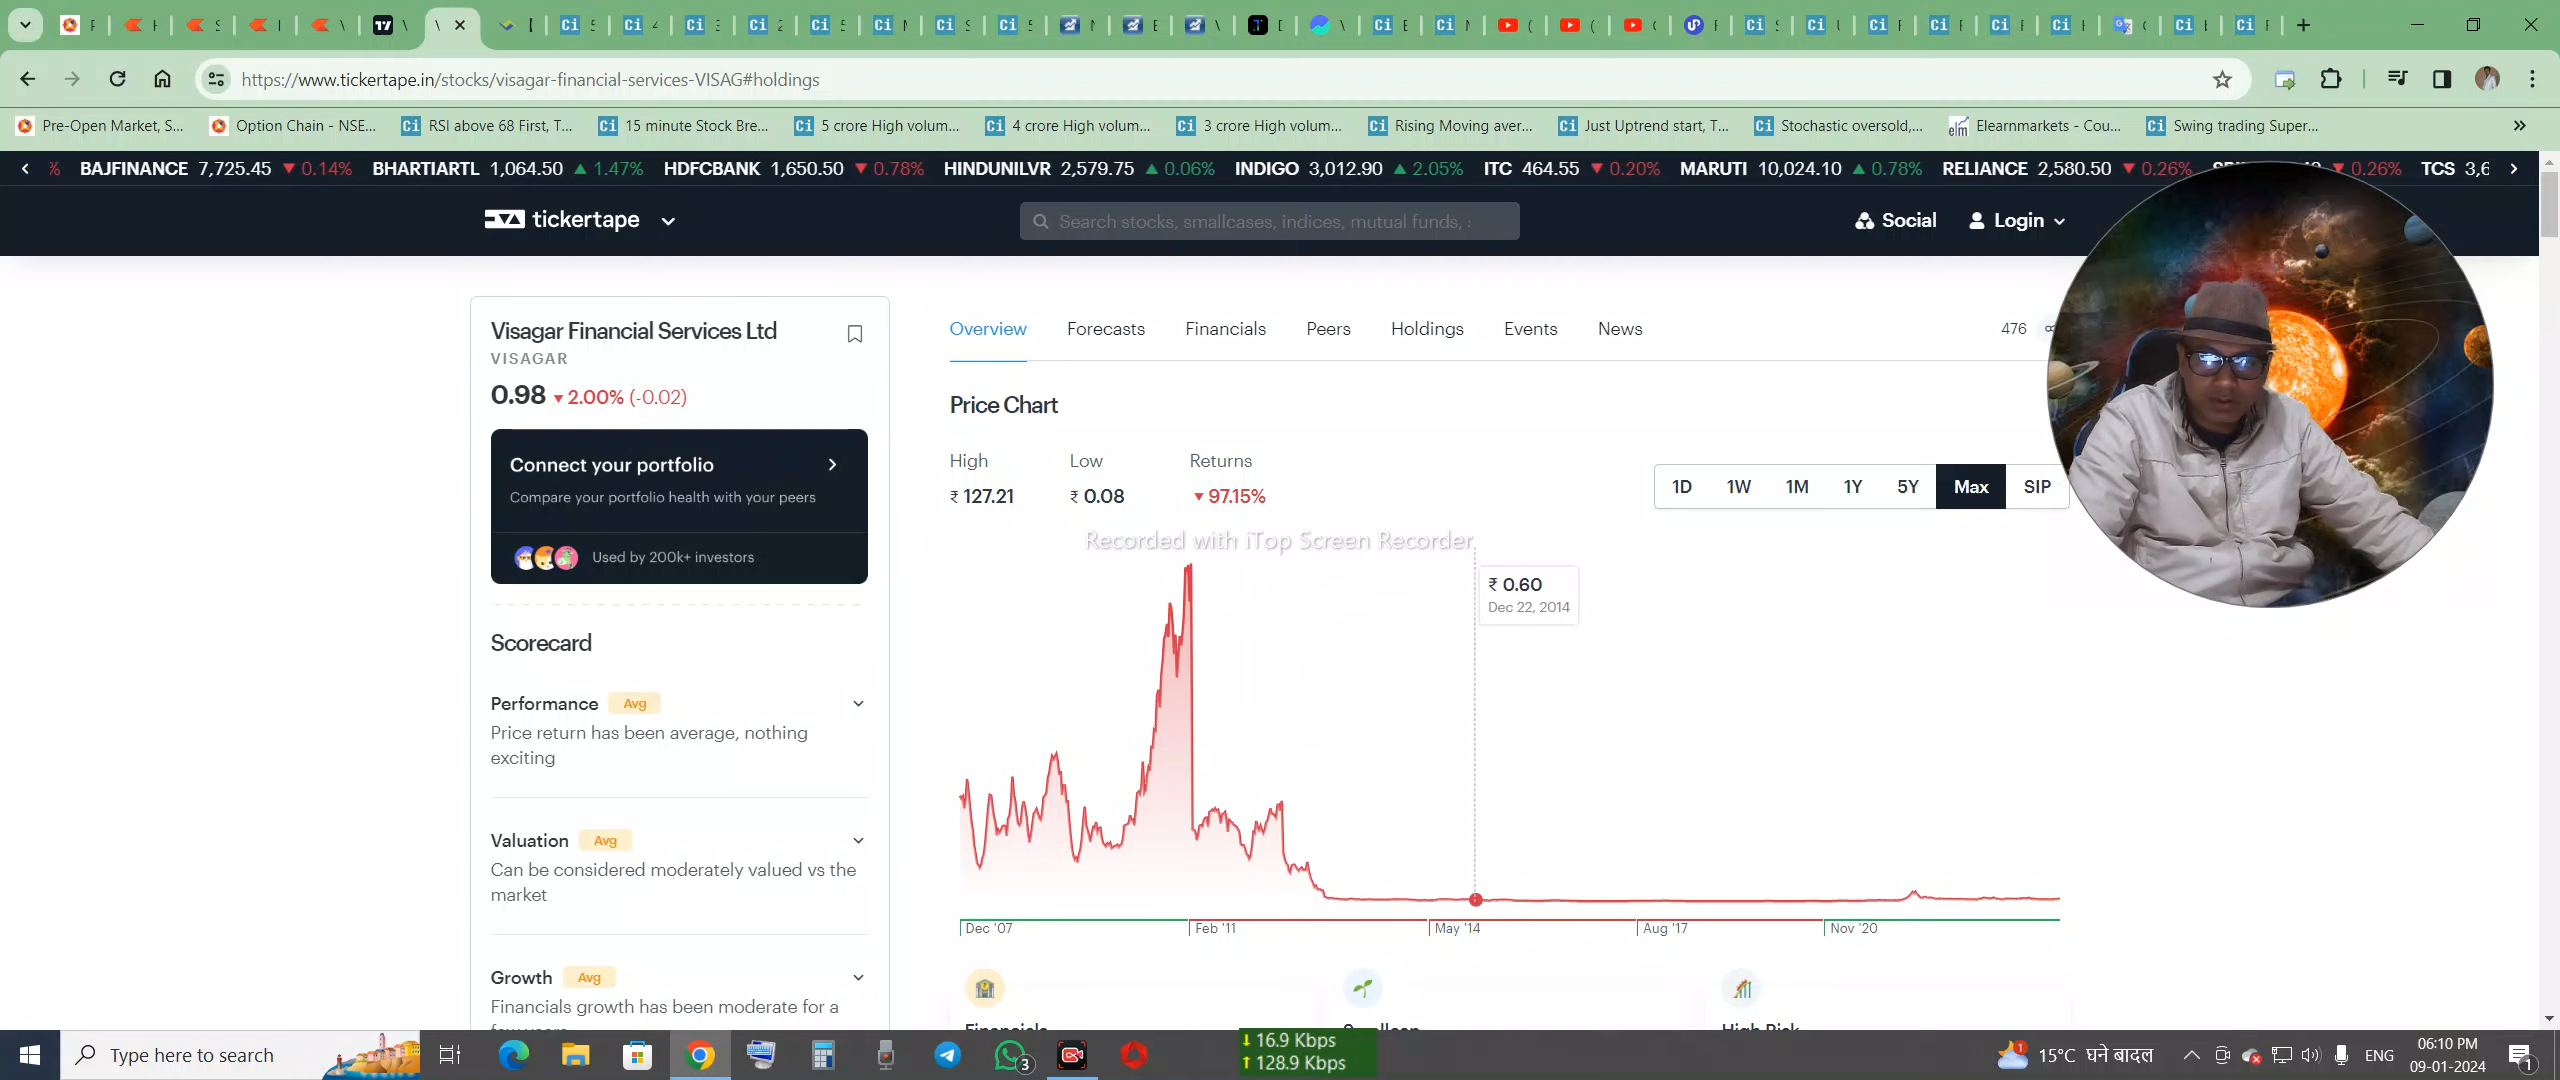 https://www.tickertape.in/stocks/visagar-financial-services-VISAG#holdings
Pre-Open Market, S... Option Chain - NSE... RSI above 68 First, T... 15 minute Stock Bre... 5 crore High volum... 4 crore High volum... 3 crore High volum... Rising Moving aver... Just Uptrend start, T... Stochastic oversold,... Elearnmarkets - Cou... Swing trading Super...
% BAJFINANCE 7,725.45 ▼ 0.14% BHARTIARTL 1,064.50 ▲ 1.47% HDFCBANK 1,650.50 ▼ 0.78% HINDUNILVR 2,579.75 ▲ 0.06% INDIGO 3,012.90 ▲ 2.05% ITC 464.55 ▼ 0.20% MARUTI 10,024.10 ▲ 0.78% RELIANCE 2,580.50 ▼ 0.26% ▼ 0.26% TCS 3,6
tickertape
Search stocks, smallcases, indices, mutual funds, :
Social Login
Visagar Financial Services Ltd
VISAGAR
0.98 ▼ 2.00% (-0.02)
Connect your portfolio
Compare your portfolio health with your peers
Used by 200k+ investors
Scorecard
Performance Avg
Price return has been average, nothing
exciting
Valuation Avg
Can be considered moderately valued vs the
market
Growth Avg
Financials growth has been moderate for a
few years
Overview Forecasts Financials Peers Holdings Events News
476
Price Chart
High Low Returns
₹ 127.21 ₹ 0.08 ▼ 97.15%
1D 1W 1M 1Y 5Y Max SIP
Recorded with iTop Screen Recorder
₹ 0.60
Dec 22, 2014
Dec '07 Feb '11 May '14 Aug '17 Nov '20
Financials Smallcap High Risk
Type here to search
3
↓ 16.9 Kbps
↑ 128.9 Kbps
1
15°C घने बादल
ENG
06:10 PM
09-01-2024
1